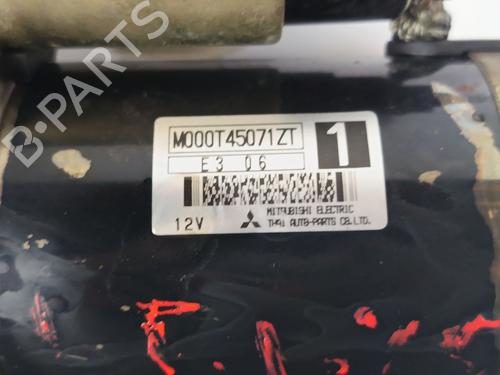 M000T45071ZT
1
E3 06
12V
MITSUBISHI ELECTRIC
THAI AUTO-PARTS CO.,LTD.
B-PARTS